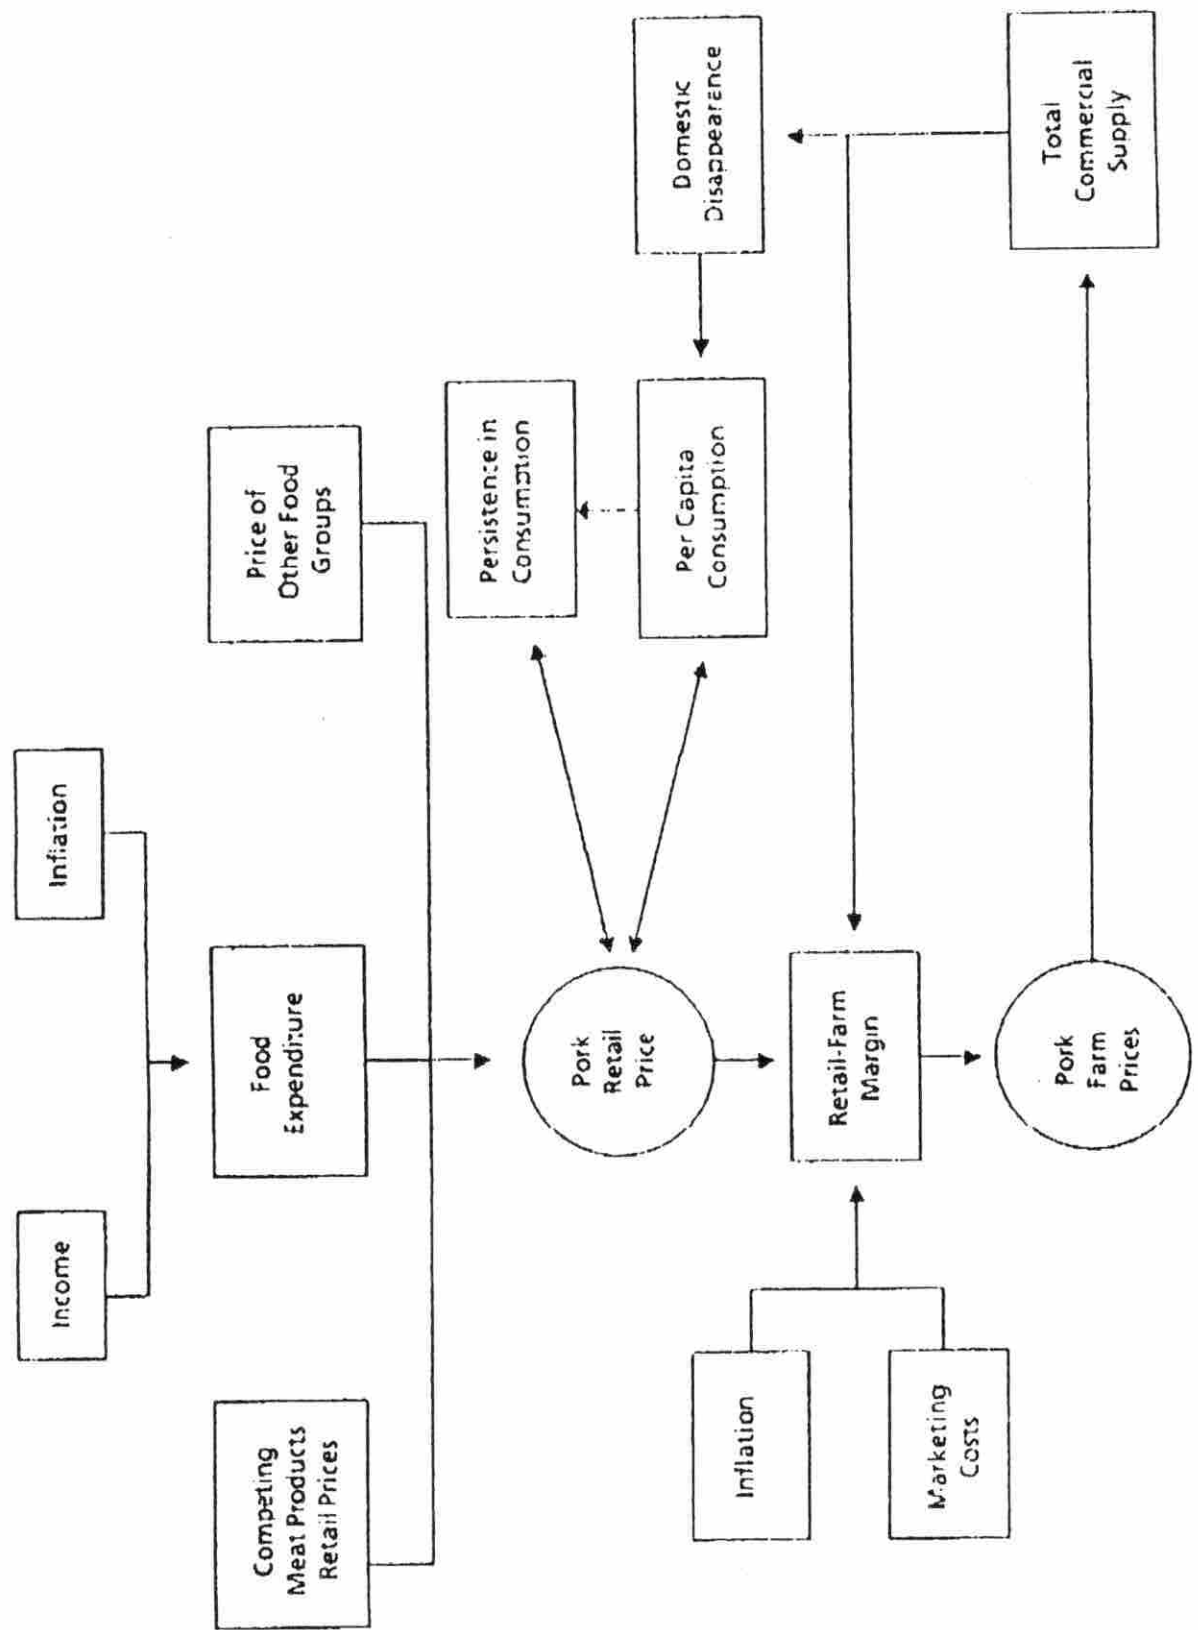 Income
Inflation
Competing
Meat Products
Retail Prices
Food
Expenditure
Price of
Other Food
Groups
Persistence in
Consumption
Pork
Retail
Price
Per Capita
Consumption
Domestic
Disappearance
Inflation
Marketing
Costs
Retail-Farm
Margin
Pork
Farm
Prices
Total
Commercial
Supply